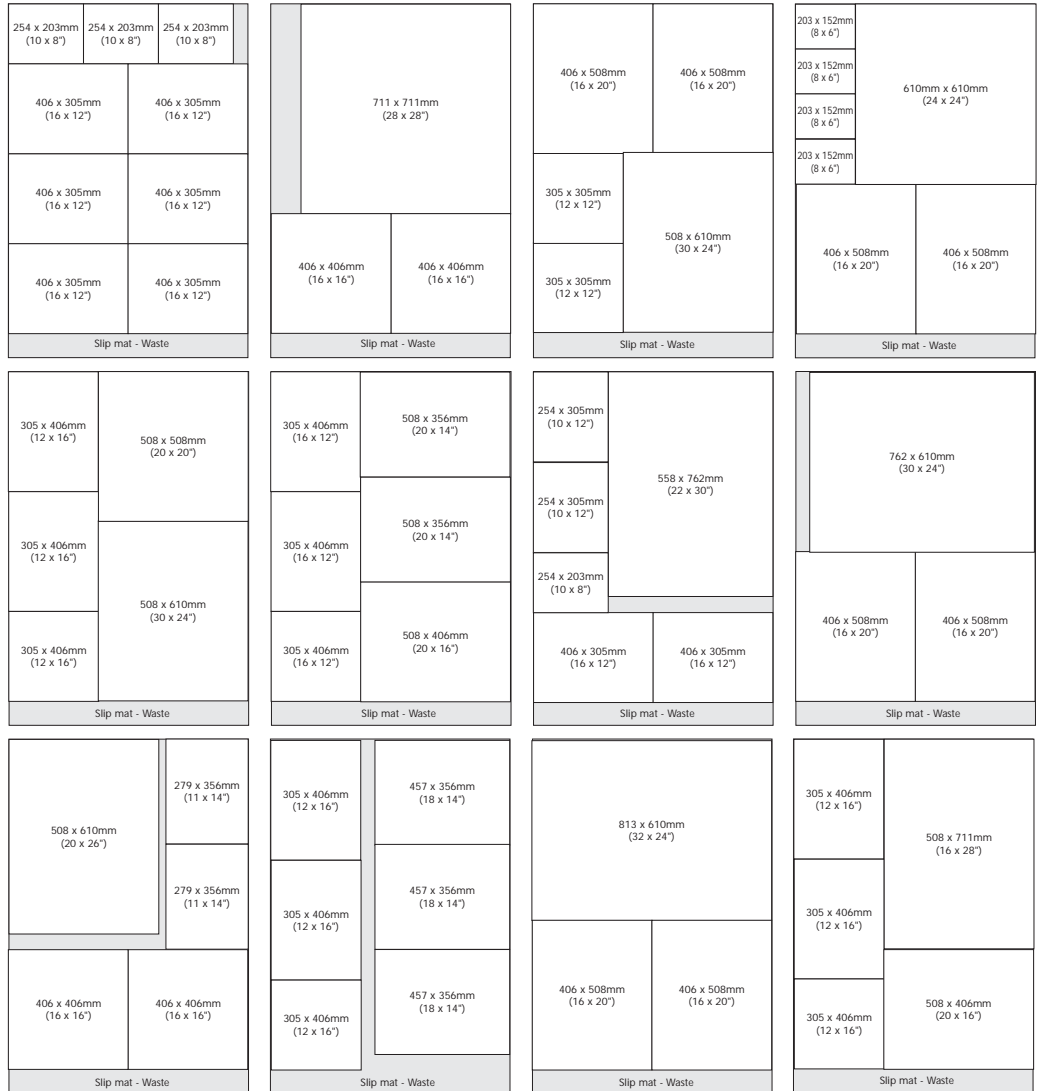 254 x 203mm
(10 x 8")
254 x 203mm
(10 x 8")
254 x 203mm
(10 x 8")
406 x 305mm
(16 x 12")
406 x 305mm
(16 x 12")
406 x 305mm
(16 x 12")
406 x 305mm
(16 x 12")
406 x 305mm
(16 x 12")
406 x 305mm
(16 x 12")
Slip mat - Waste
711 x 711mm
(28 x 28")
406 x 406mm
(16 x 16")
406 x 406mm
(16 x 16")
Slip mat - Waste
406 x 508mm
(16 x 20")
406 x 508mm
(16 x 20")
305 x 305mm
(12 x 12")
508 x 610mm
(30 x 24")
305 x 305mm
(12 x 12")
Slip mat - Waste
203 x 152mm
(8 x 6")
203 x 152mm
(8 x 6")
203 x 152mm
(8 x 6")
203 x 152mm
(8 x 6")
610mm x 610mm
(24 x 24")
406 x 508mm
(16 x 20")
406 x 508mm
(16 x 20")
Slip mat - Waste
305 x 406mm
(12 x 16")
508 x 508mm
(20 x 20")
305 x 406mm
(12 x 16")
508 x 610mm
(30 x 24")
305 x 406mm
(12 x 16")
Slip mat - Waste
305 x 406mm
(16 x 12")
508 x 356mm
(20 x 14")
305 x 406mm
(16 x 12")
508 x 356mm
(20 x 14")
305 x 406mm
(16 x 12")
508 x 406mm
(20 x 16")
Slip mat - Waste
254 x 305mm
(10 x 12")
558 x 762mm
(22 x 30")
254 x 305mm
(10 x 12")
254 x 203mm
(10 x 8")
406 x 305mm
(16 x 12")
406 x 305mm
(16 x 12")
Slip mat - Waste
762 x 610mm
(30 x 24")
406 x 508mm
(16 x 20")
406 x 508mm
(16 x 20")
Slip mat - Waste
508 x 610mm
(20 x 26")
279 x 356mm
(11 x 14")
279 x 356mm
(11 x 14")
406 x 406mm
(16 x 16")
406 x 406mm
(16 x 16")
Slip mat - Waste
305 x 406mm
(12 x 16")
457 x 356mm
(18 x 14")
305 x 406mm
(12 x 16")
457 x 356mm
(18 x 14")
305 x 406mm
(12 x 16")
457 x 356mm
(18 x 14")
Slip mat - Waste
813 x 610mm
(32 x 24")
406 x 508mm
(16 x 20")
406 x 508mm
(16 x 20")
Slip mat - Waste
305 x 406mm
(12 x 16")
508 x 711mm
(16 x 28")
305 x 406mm
(12 x 16")
305 x 406mm
(12 x 16")
508 x 406mm
(20 x 16")
Slip mat - Waste